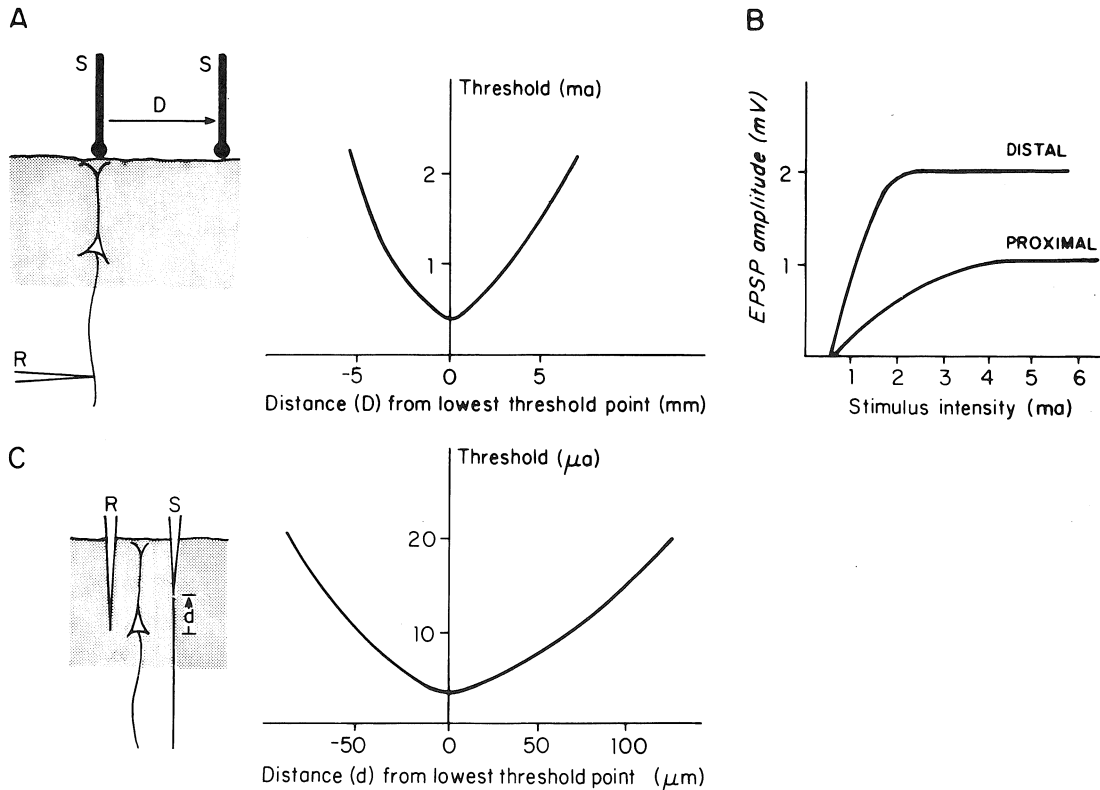 A
S
S
D
R
Threshold (ma)
2
1
-5
0
5
Distance (D) from lowest threshold point (mm)
B
EPSP amplitude (mV)
2
1
DISTAL
PROXIMAL
1 2 3 4 5 6
Stimulus intensity (ma)
C
R
S
d
Threshold (μa)
20
10
-50
0
50
100
Distance (d) from lowest threshold point (μm)